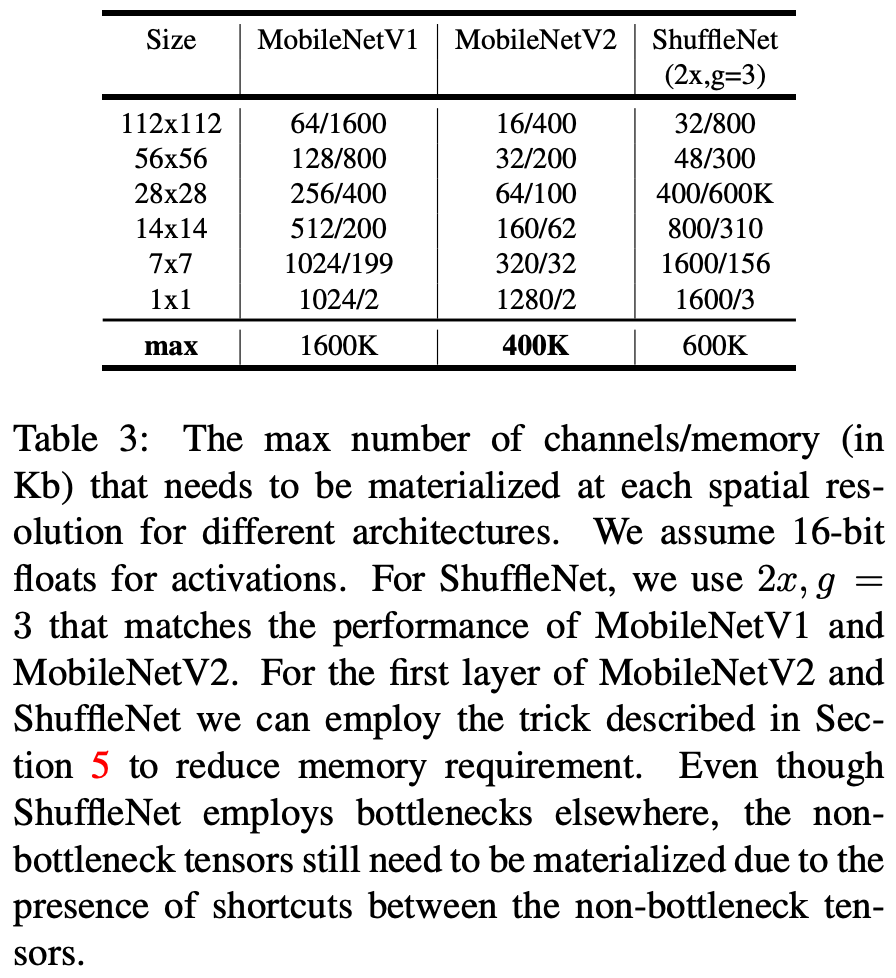 Size MobileNetV1 MobileNetV2 ShuffleNet
(2x,g=3)
112x112 64/1600 16/400 32/800
56x56 128/800 32/200 48/300
28x28 256/400 64/100 400/600K
14x14 512/200 160/62 800/310
7x7 1024/199 320/32 1600/156
1x1 1024/2 1280/2 1600/3
max 1600K 400K 600K
Table 3: The max number of channels/memory (in
Kb) that needs to be materialized at each spatial res-
olution for different architectures. We assume 16-bit
floats for activations. For ShuffleNet, we use 2x, g =
3 that matches the performance of MobileNetV1 and
MobileNetV2. For the first layer of MobileNetV2 and
ShuffleNet we can employ the trick described in Sec-
tion 5 to reduce memory requirement. Even though
ShuffleNet employs bottlenecks elsewhere, the non-
bottleneck tensors still need to be materialized due to the
presence of shortcuts between the non-bottleneck ten-
sors.